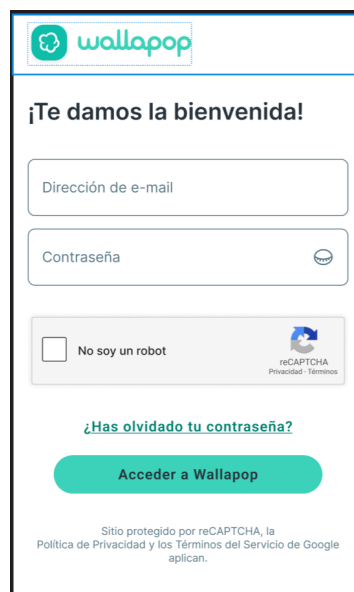 wallapop
¡Te damos la bienvenida!
Dirección de e-mail
Contraseña
No soy un robot
reCAPTCHA
Privacidad - Términos
¿Has olvidado tu contraseña?
Acceder a Wallapop
Sitio protegido por reCAPTCHA, la
Política de Privacidad y los Términos del Servicio de Google
aplican.